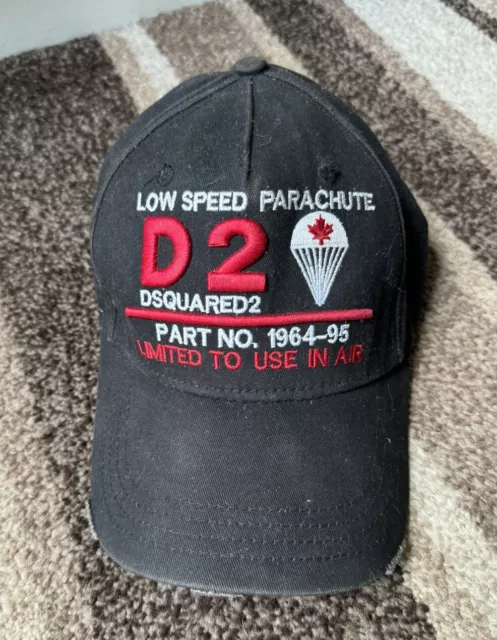 LOW SPEED PARACHUTE
D2
DSQUARED2
PART NO. 1964-95
LIMITED TO USE IN AIR